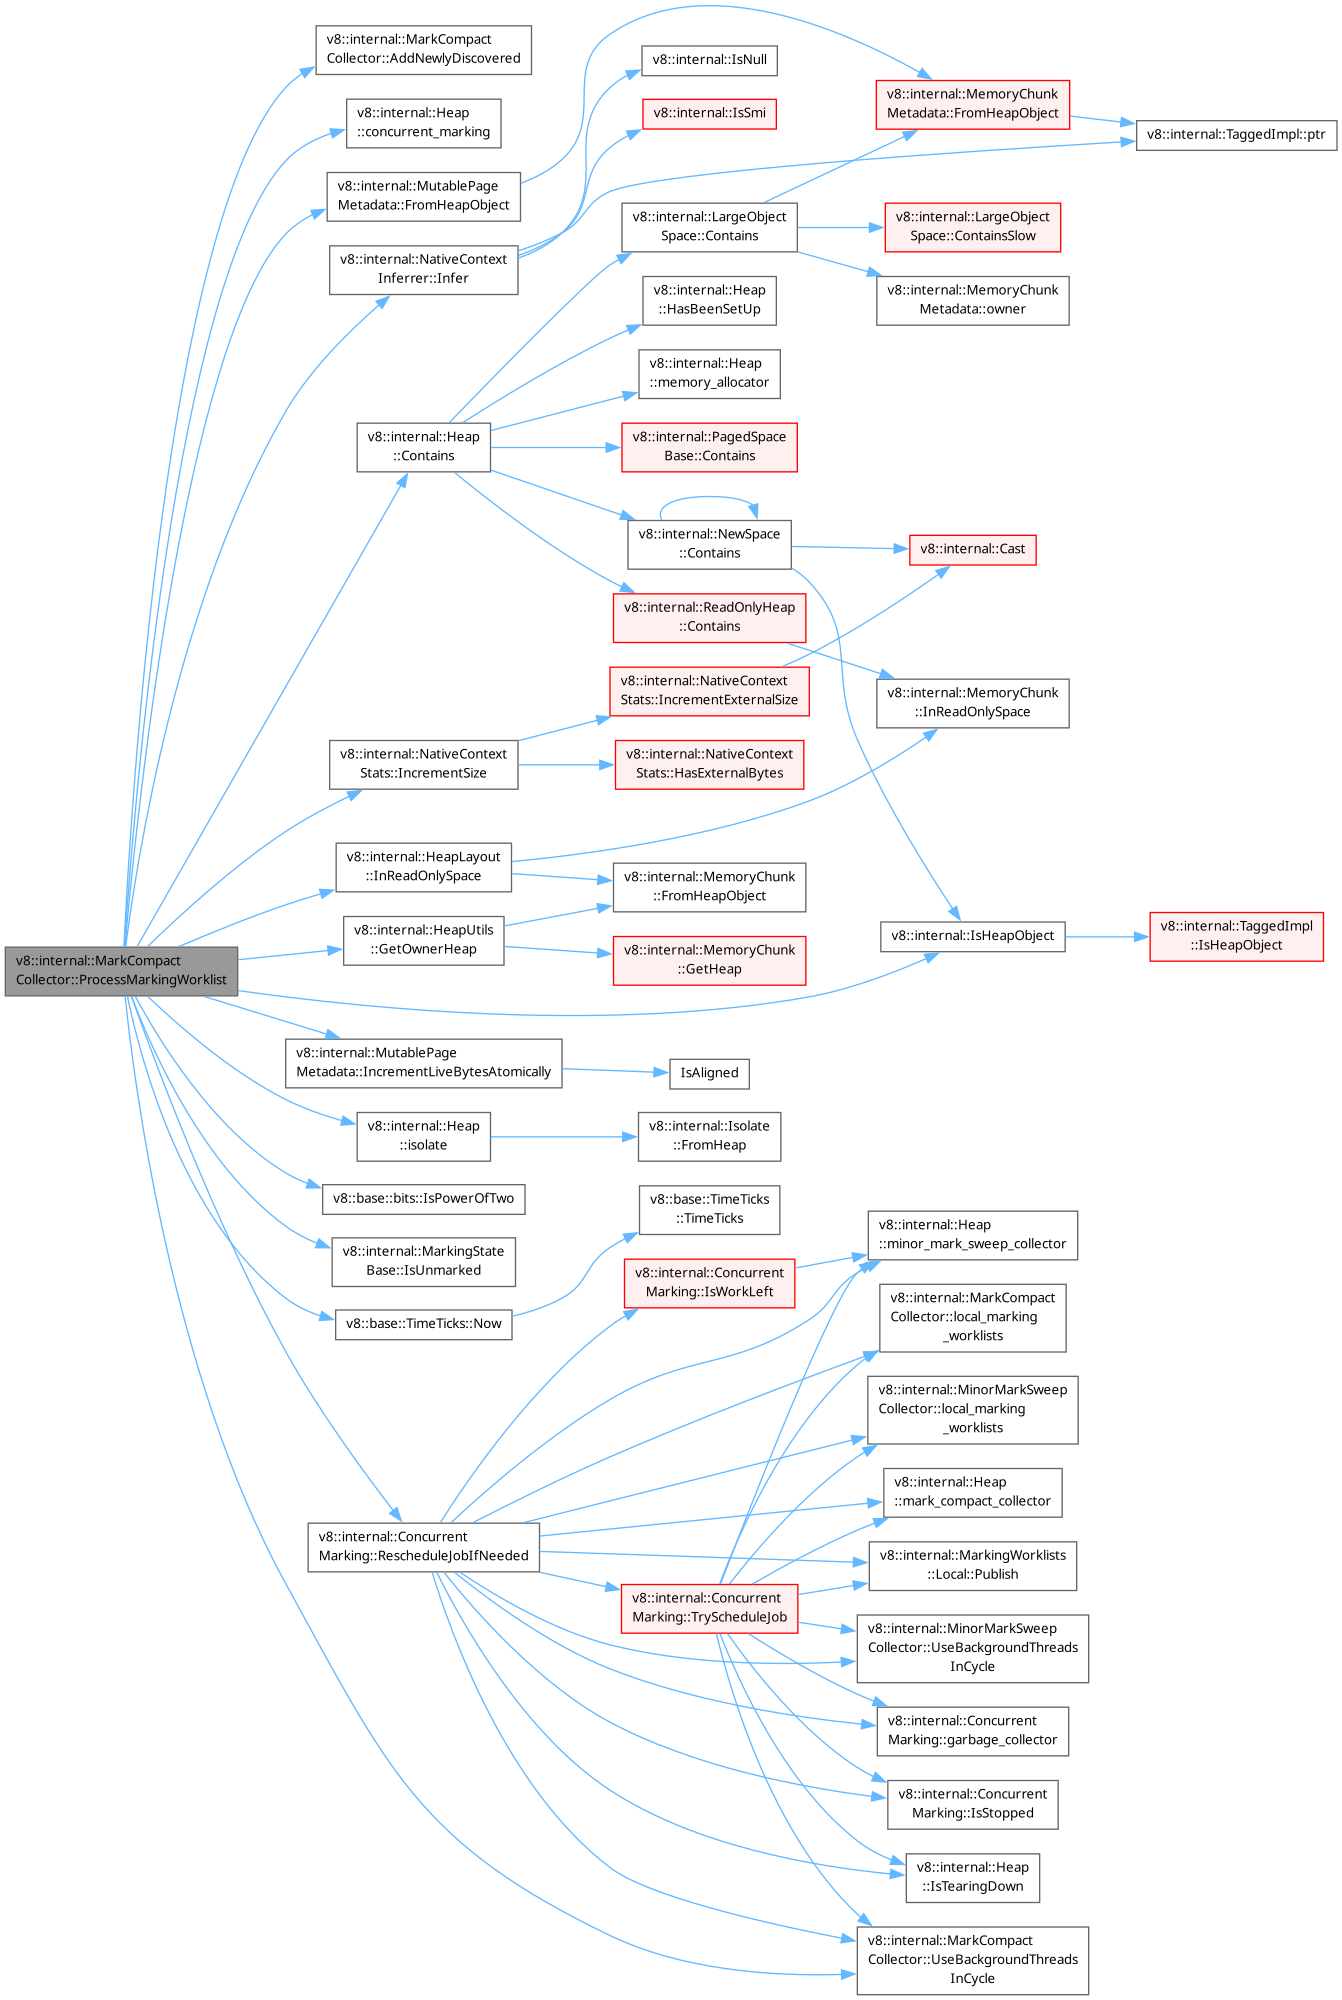 v8::internal::MarkCompact
Collector::ProcessMarkingWorklist
v8::internal::MarkCompact
Collector::AddNewlyDiscovered
v8::internal::Heap
::concurrent_marking
v8::internal::MutablePage
Metadata::FromHeapObject
v8::internal::NativeContext
Inferrer::Infer
v8::internal::Heap
::Contains
v8::internal::NativeContext
Stats::IncrementSize
v8::internal::HeapLayout
::InReadOnlySpace
v8::internal::HeapUtils
::GetOwnerHeap
v8::internal::MutablePage
Metadata::IncrementLiveBytesAtomically
v8::internal::Heap
::isolate
v8::base::bits::IsPowerOfTwo
v8::internal::MarkingState
Base::IsUnmarked
v8::base::TimeTicks::Now
v8::internal::Concurrent
Marking::RescheduleJobIfNeeded
v8::internal::IsNull
v8::internal::IsSmi
v8::internal::LargeObject
Space::Contains
v8::internal::Heap
::HasBeenSetUp
v8::internal::Heap
::memory_allocator
v8::internal::PagedSpace
Base::Contains
v8::internal::NewSpace
::Contains
v8::internal::ReadOnlyHeap
::Contains
v8::internal::NativeContext
Stats::IncrementExternalSize
v8::internal::NativeContext
Stats::HasExternalBytes
v8::internal::MemoryChunk
::FromHeapObject
v8::internal::MemoryChunk
::GetHeap
IsAligned
v8::internal::Isolate
::FromHeap
v8::base::TimeTicks
::TimeTicks
v8::internal::Concurrent
Marking::IsWorkLeft
v8::internal::Concurrent
Marking::TryScheduleJob
v8::internal::MemoryChunk
Metadata::FromHeapObject
v8::internal::LargeObject
Space::ContainsSlow
v8::internal::MemoryChunk
Metadata::owner
v8::internal::Cast
v8::internal::MemoryChunk
::InReadOnlySpace
v8::internal::IsHeapObject
v8::internal::Heap
::minor_mark_sweep_collector
v8::internal::MarkCompact
Collector::local_marking
_worklists
v8::internal::MinorMarkSweep
Collector::local_marking
_worklists
v8::internal::Heap
::mark_compact_collector
v8::internal::MarkingWorklists
::Local::Publish
v8::internal::MinorMarkSweep
Collector::UseBackgroundThreads
InCycle
v8::internal::Concurrent
Marking::garbage_collector
v8::internal::Concurrent
Marking::IsStopped
v8::internal::Heap
::IsTearingDown
v8::internal::MarkCompact
Collector::UseBackgroundThreads
InCycle
v8::internal::TaggedImpl::ptr
v8::internal::TaggedImpl
::IsHeapObject